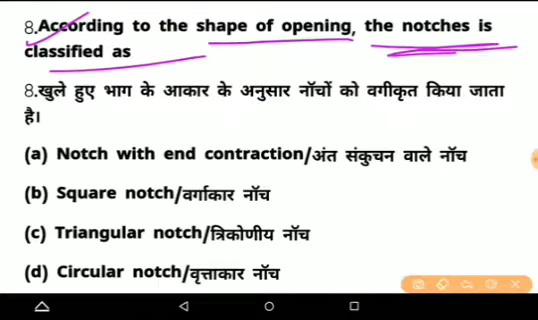 8.According to the shape of opening, the notches is
classified as
8.खुले हुए भाग के आकार के अनुसार नॉचों को वगीकृत किया जाता
है।
(a) Notch with end contraction/अंत संकुचन वाले नॉच
(b) Square notch/वर्गाकार नॉच
(c) Triangular notch/त्रिकोणीय नॉच
(d) Circular notch/वृत्ताकार नॉच